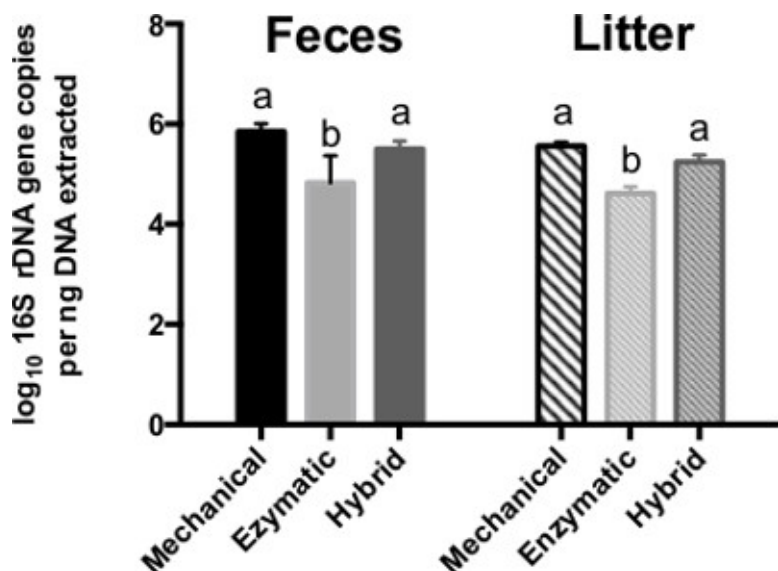 log10 16S rDNA gene copies
per ng DNA extracted
8
6
4
2
0
Feces
Litter
a
b
a
a
b
a
Mechanical
Ezymatic
Hybrid
Mechanical
Enzymatic
Hybrid